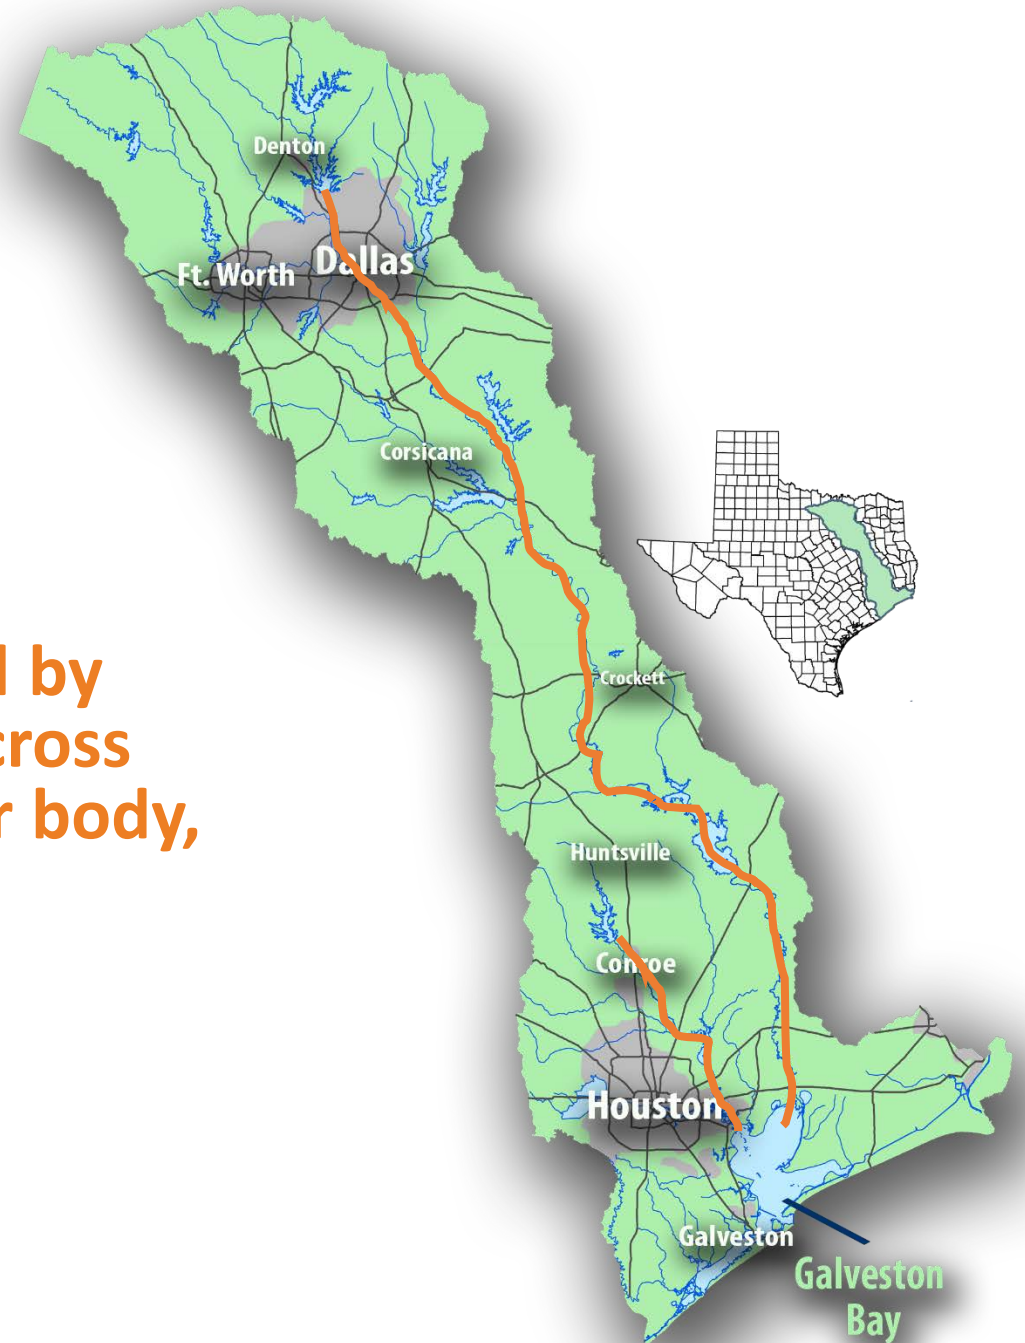 Denton
Ft. Worth
Dallas
Corsicana
Crockett
by
cross
body,
Huntsville
Conroe
Houston
Galveston
Galveston
Bay